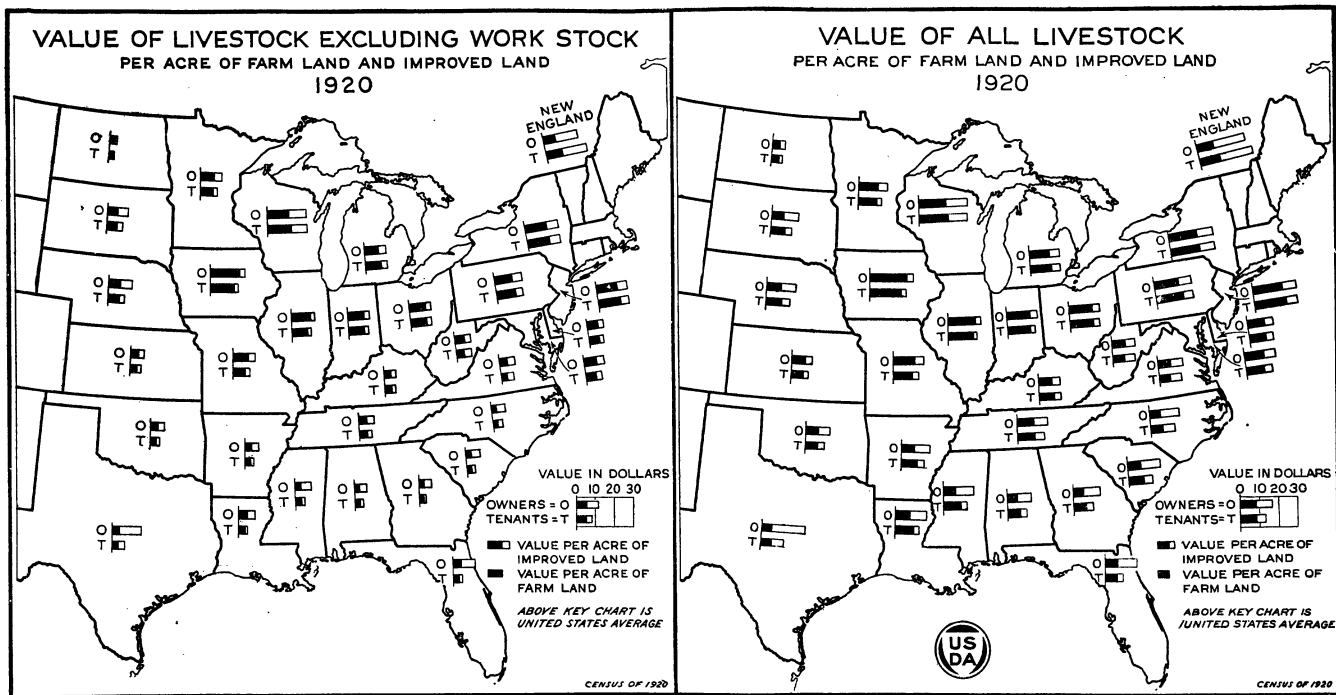 VALUE OF LIVESTOCK EXCLUDING WORK STOCK
PER ACRE OF FARM LAND AND IMPROVED LAND
1920
NEW
ENGLAND
O
T
O
T
O
T
O
T
O
T
O
T
O
T
O
T
O
T
O
T
O
T
O
T
O
T
O
T
O
T
O
T
O
T
O
T
O
T
O
T
O
T
O
T
O
T
O
T
O
T
O
T
O
T
O
T
O
T
O
T
O
T
O
T
VALUE IN DOLLARS
0 10 20 30
OWNERS = O
TENANTS = T
VALUE PER ACRE OF
IMPROVED LAND
VALUE PER ACRE OF
FARM LAND
ABOVE KEY CHART IS
UNITED STATES AVERAGE
CENSUS OF 1920
VALUE OF ALL LIVESTOCK
PER ACRE OF FARM LAND AND IMPROVED LAND
1920
NEW
ENGLAND
O
T
O
T
O
T
O
T
O
T
O
T
O
T
O
T
O
T
O
T
O
T
O
T
O
T
O
T
O
T
O
T
O
T
O
T
O
T
O
T
O
T
O
T
O
T
O
T
O
T
O
T
O
T
O
T
O
T
O
T
O
T
O
T
VALUE IN DOLLARS
0 10 20 30
OWNERS = O
TENANTS = T
VALUE PER ACRE OF
IMPROVED LAND
VALUE PER ACRE OF
FARM LAND
ABOVE KEY CHART IS
UNITED STATES AVERAGE
US
DA
CENSUS OF 1920